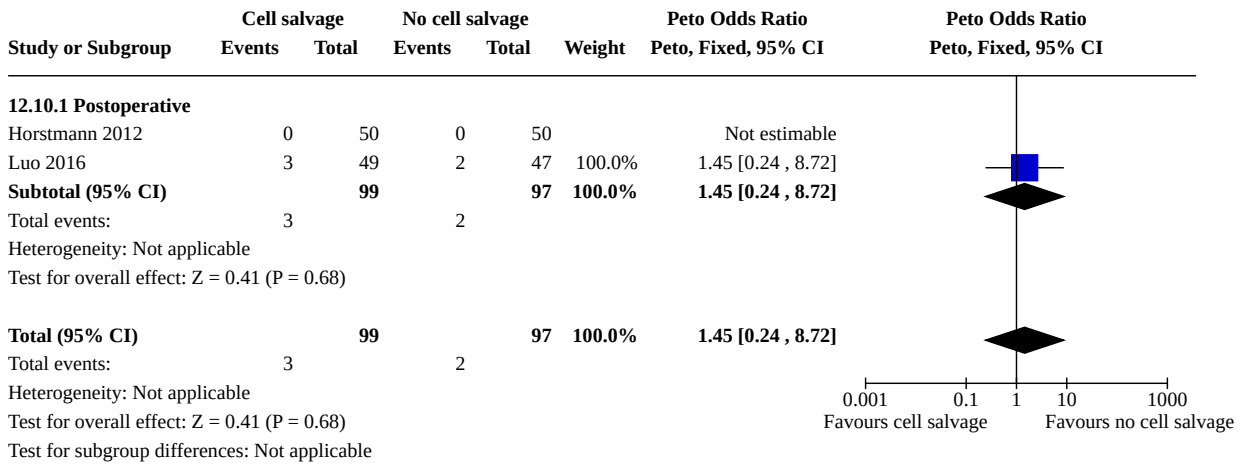 Cell salvage No cell salvage Peto Odds Ratio Peto Odds Ratio
Study or Subgroup Events Total Events Total Weight Peto, Fixed, 95% CI Peto, Fixed, 95% CI
12.10.1 Postoperative
Horstmann 2012 0 50 0 50 Not estimable
Luo 2016 3 49 2 47 100.0% 1.45 [0.24 , 8.72]
Subtotal (95% CI) 99 97 100.0% 1.45 [0.24 , 8.72]
Total events: 3 2
Heterogeneity: Not applicable
Test for overall effect: Z = 0.41 (P = 0.68)
Total (95% CI) 99 97 100.0% 1.45 [0.24 , 8.72]
Total events: 3 2
Heterogeneity: Not applicable
0.001 0.1 1 10 1000
Test for overall effect: Z = 0.41 (P = 0.68) Favours cell salvage Favours no cell salvage
Test for subgroup differences: Not applicable